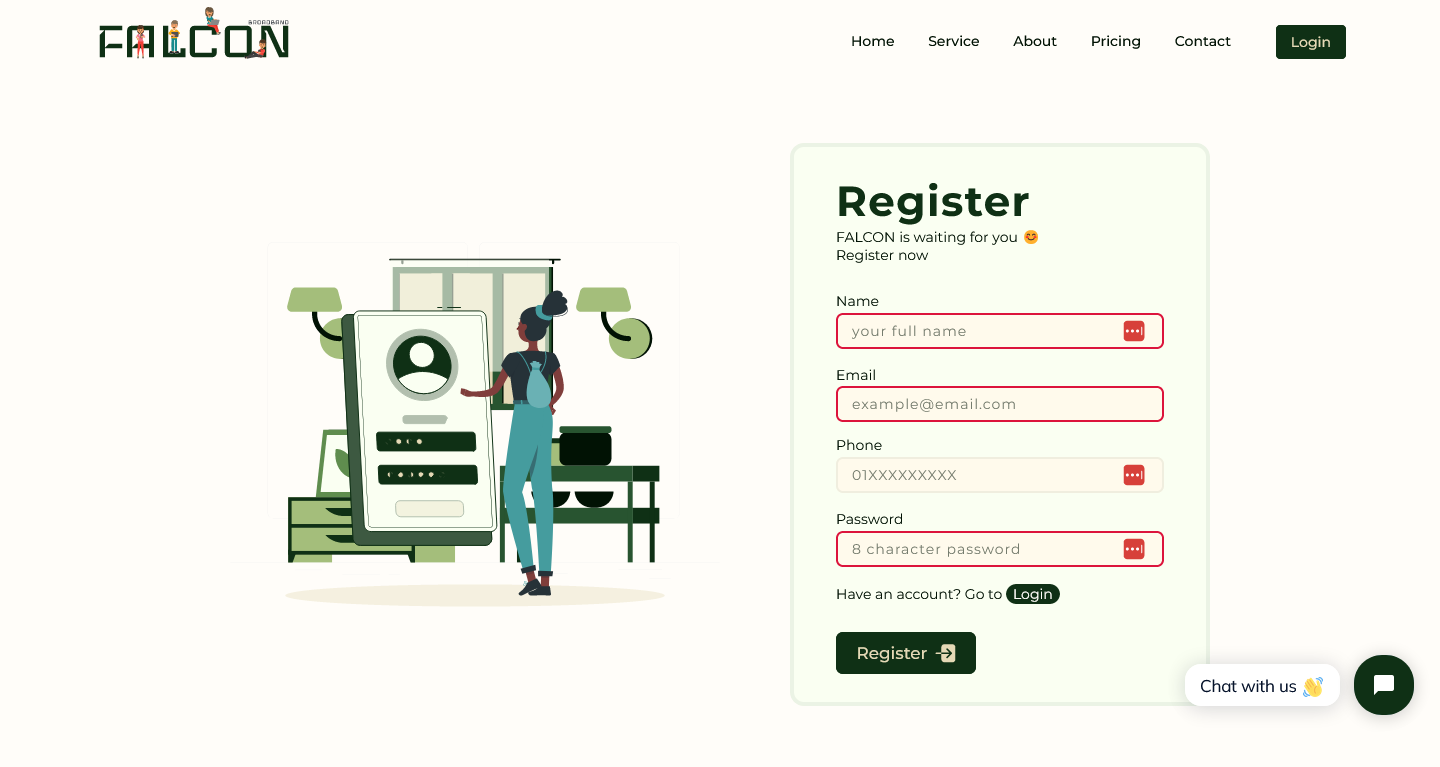 FALCON
BROADBAND
Home
Service
About
Pricing
Contact
Login
Register
FALCON is waiting for you 😊
Register now
Name
your full name
Email
example@email.com
Phone
01XXXXXXXXX
Password
8 character password
Have an account? Go to Login
Register
Chat with us 👋